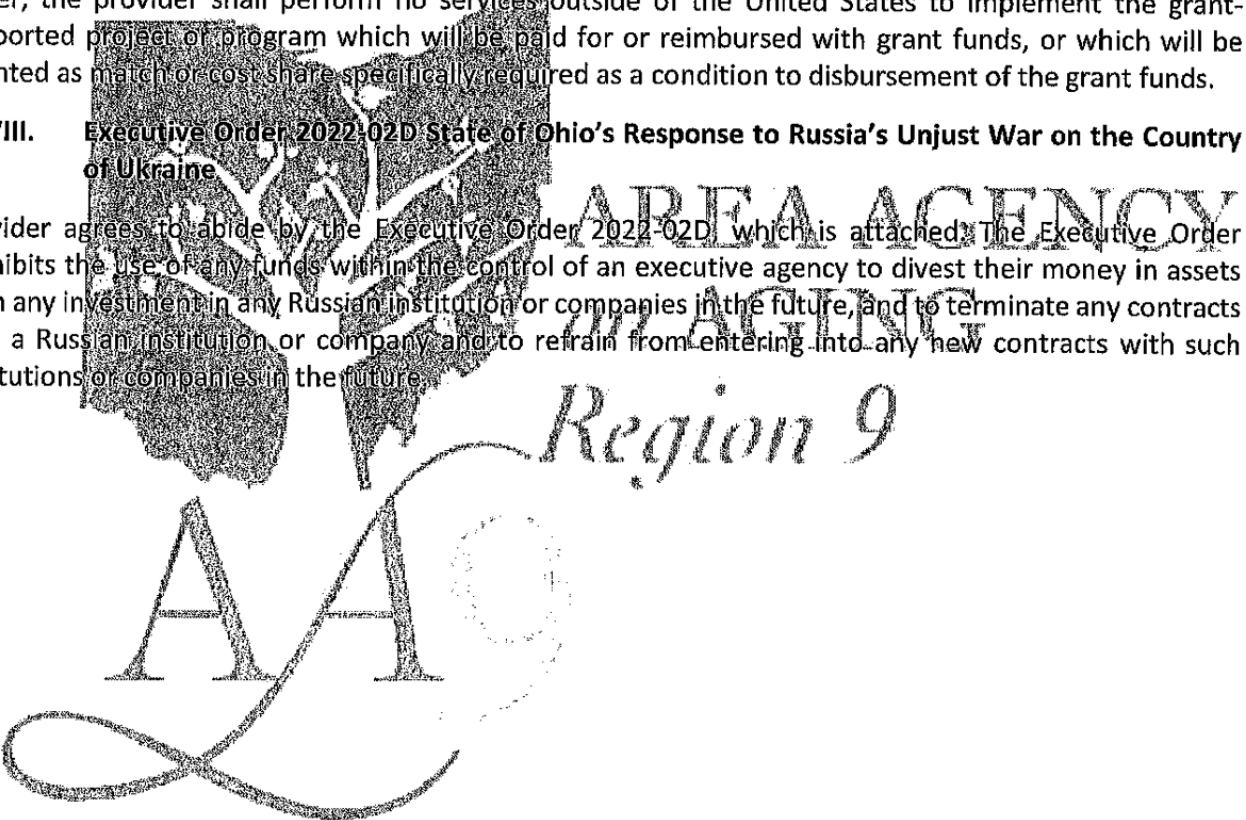 er, the provider shall perform no services outside of the United States to implement the grant-
ported project or program which will be paid for or reimbursed with grant funds, or which will be
nted as match or cost share specifically required as a condition to disbursement of the grant funds.
VIII. Executive Order 2022-02D State of Ohio's Response to Russia's Unjust War on the Country
of Ukraine
vider agrees to abide by the Executive Order 2022-02D which is attached. The Executive Order
hibits the use of any funds within the control of an executive agency to divest their money in assets
n any investment in any Russian institution or companies in the future, and to terminate any contracts
a Russian institution or company and to refrain from entering into any new contracts with such
itutions or companies in the future.
AREA AGENCY
on AGING
Region 9
AA9